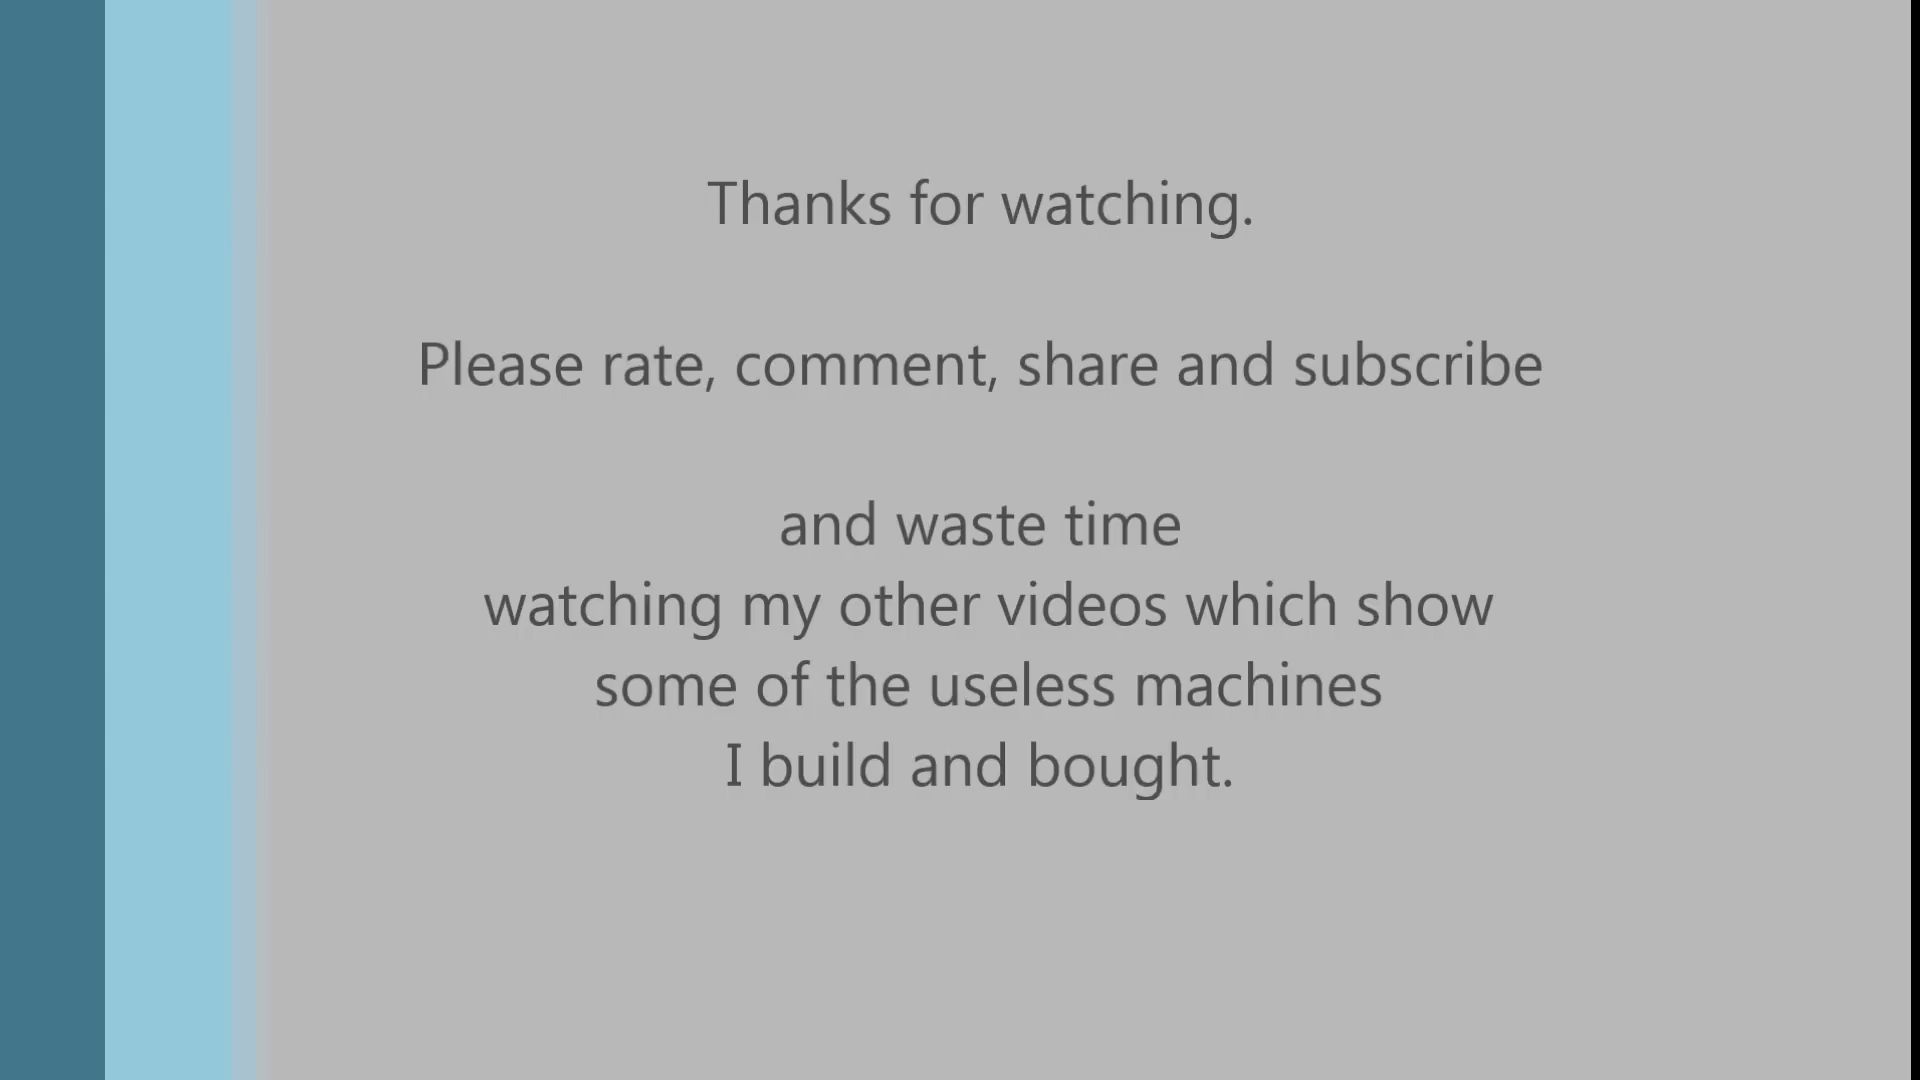 Thanks for watching.
Please rate, comment, share and subscribe
and waste time
watching my other videos which show
some of the useless machines
I build and bought.